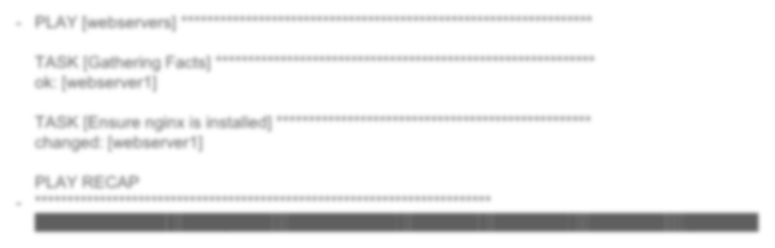 - PLAY [webservers] ****************************************************************
TASK [Gathering Facts] ***********************************************************
ok: [webserver1]
TASK [Ensure nginx is installed] *************************************************
changed: [webserver1]
PLAY RECAP
- ***********************************************************************